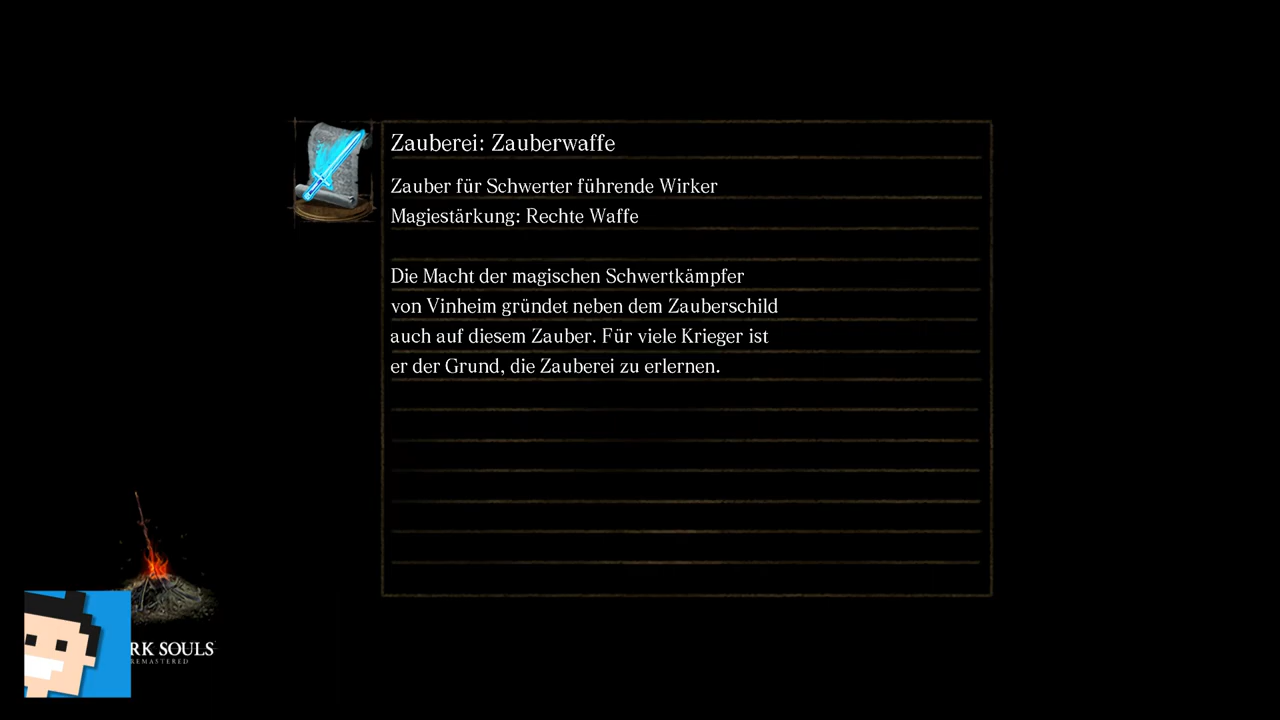 Zauberei: Zauberwaffe
Zauber für Schwerter führende Wirker
Magiestärkung: Rechte Waffe
Die Macht der magischen Schwertkämpfer
von Vinheim gründet neben dem Zauberschild
auch auf diesem Zauber. Für viele Krieger ist
er der Grund, die Zauberei zu erlernen.
RK SOULS
REMASTERED